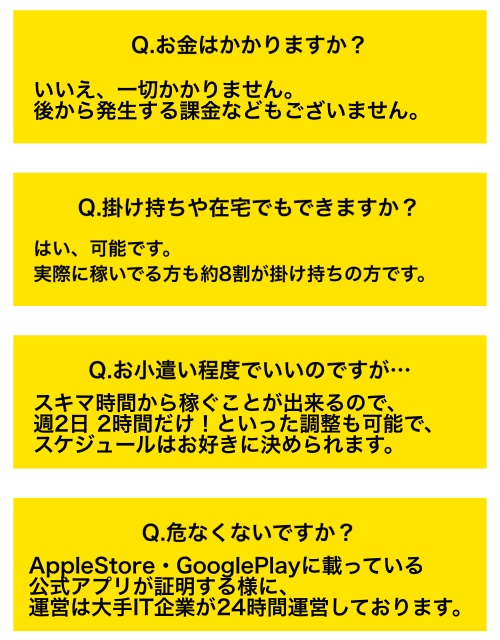 Q.お金はかかりますか？
いいえ、一切かかりません。
後から発生する課金などもございません。
Q.掛け持ちや在宅でもできますか？
はい、可能です。
実際に稼いでる方も約8割が掛け持ちの方です。
Q.お小遣い程度でいいのですが…
スキマ時間から稼ぐことが出来るので、
週2日 2時間だけ！といった調整も可能で、
スケジュールはお好きに決められます。
Q.危なくないですか？
AppleStore・GooglePlayに載っている
公式アプリが証明する様に、
運営は大手IT企業が24時間運営しております。